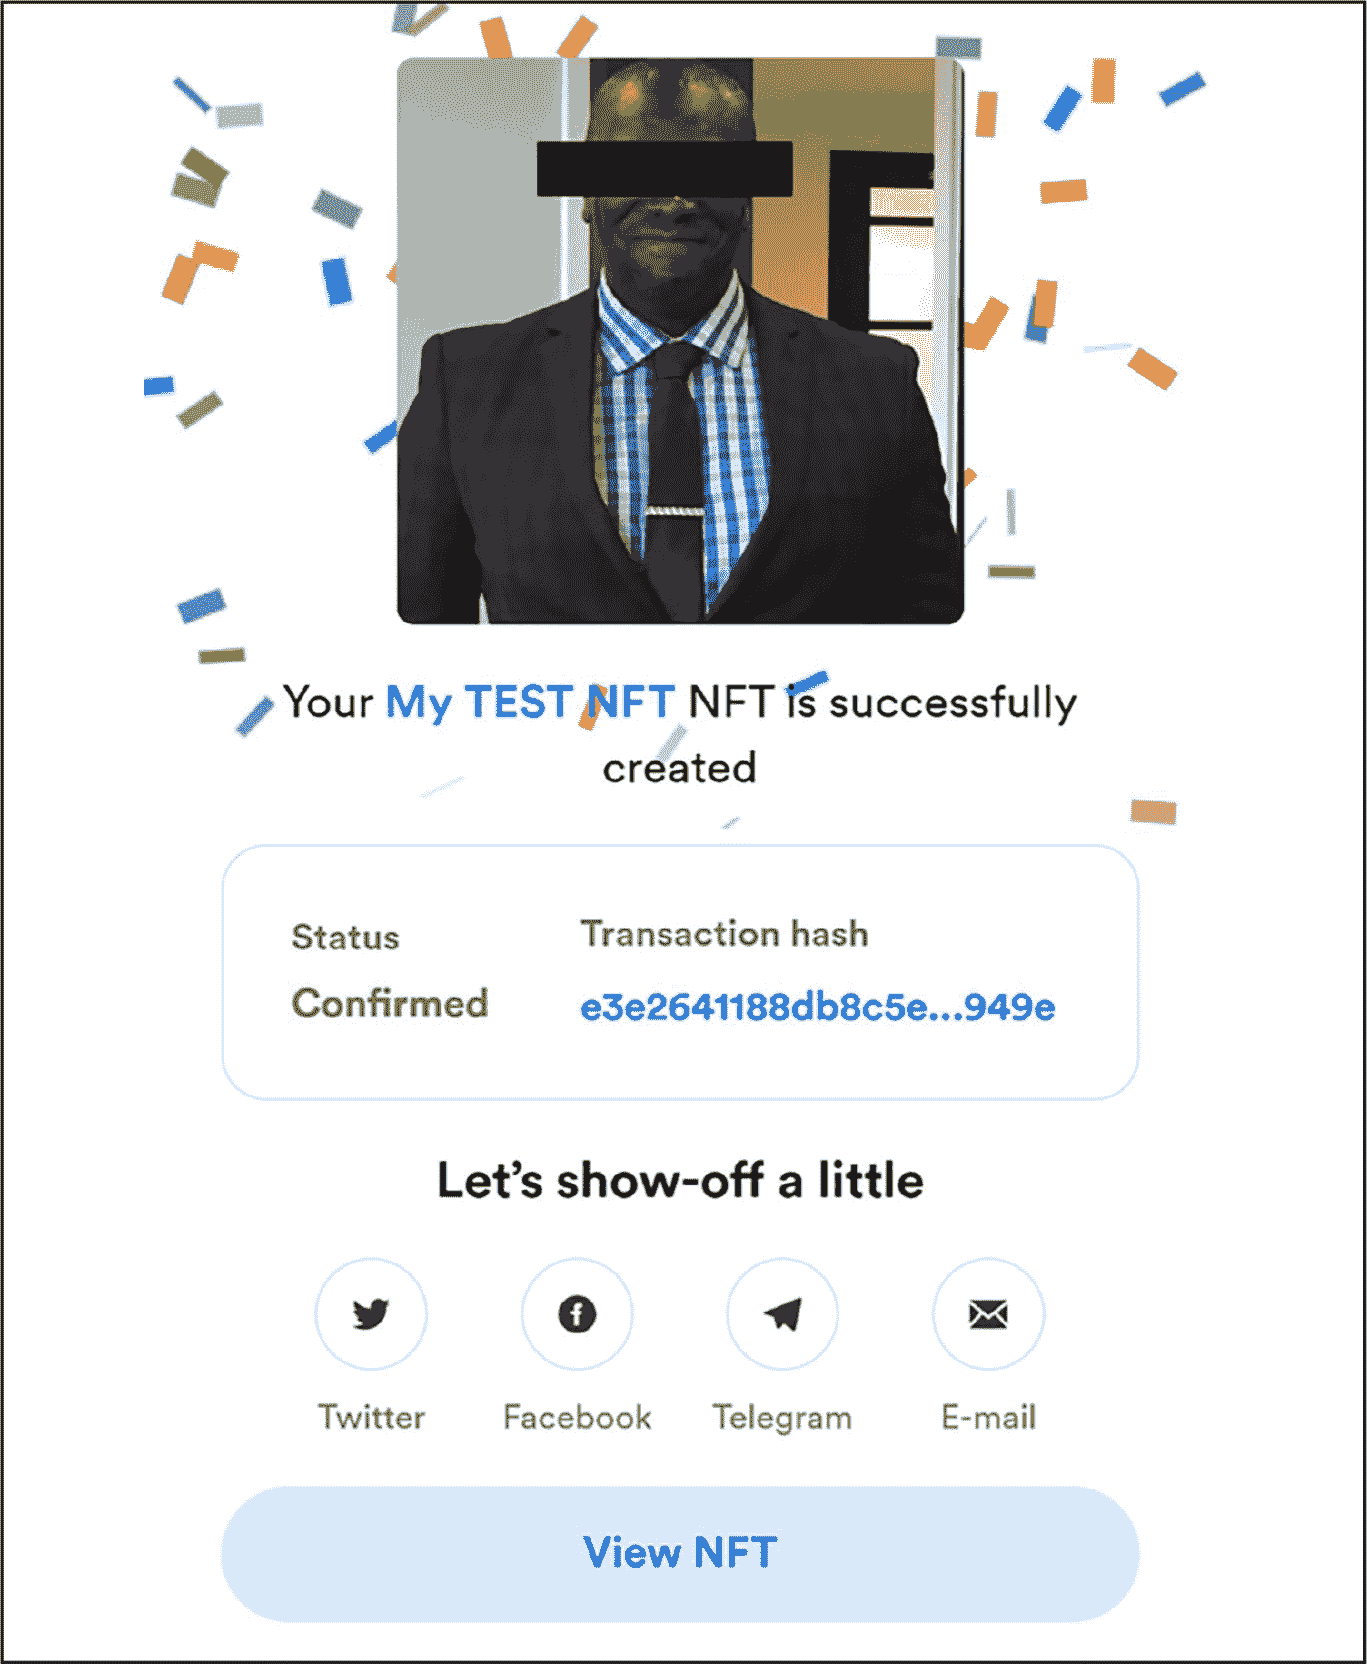 Your My TEST NFT NFT is successfully
created
Status
Transaction hash
Confirmed
e3e2641188db8c5e...949e
Let's show-off a little
Twitter
Facebook
Telegram
E-mail
View NFT